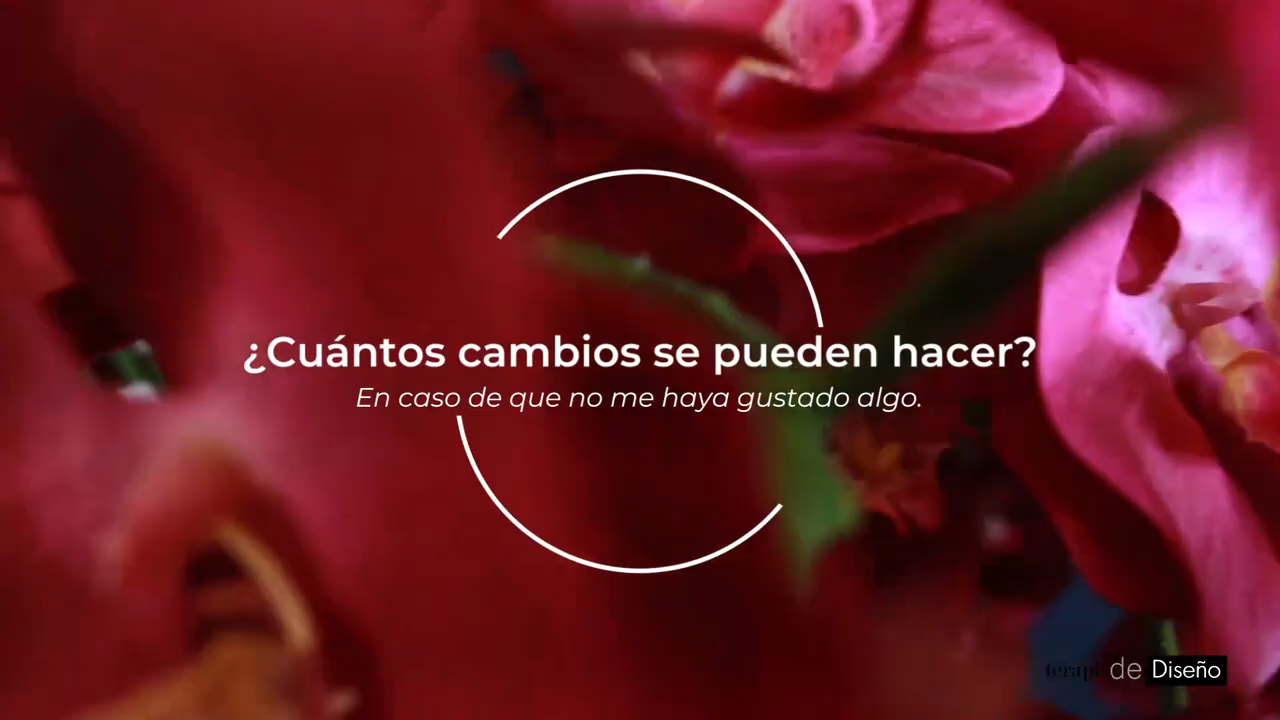 ¿Cuántos cambios se pueden hacer?
En caso de que no me haya gustado algo.
de Diseño